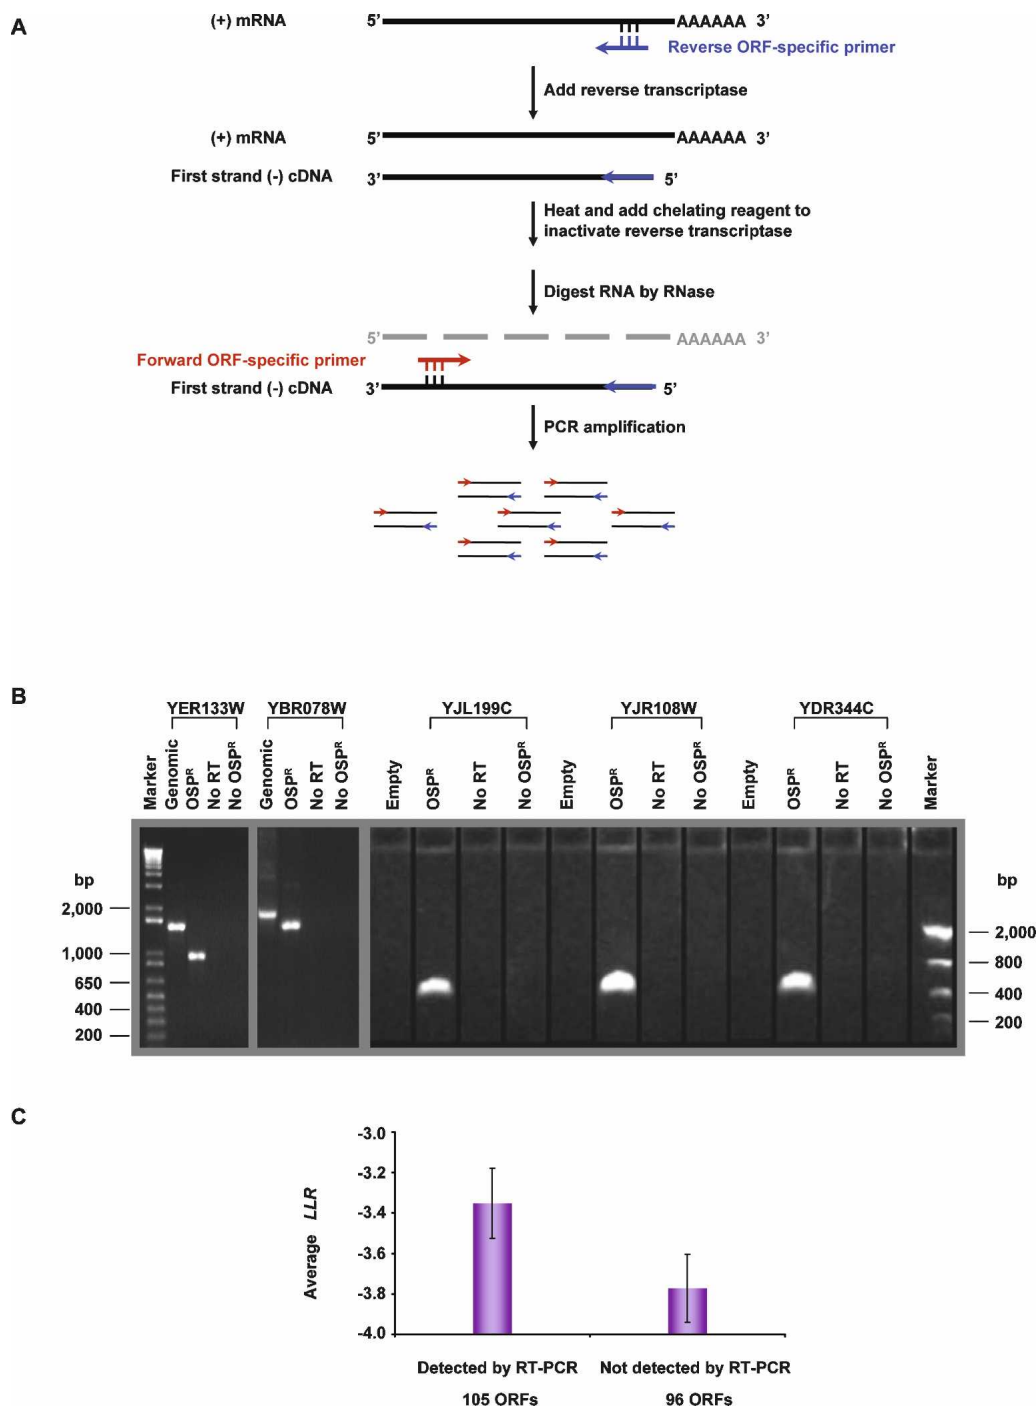 A
(+) mRNA 5' AAAAAA 3'
Reverse ORF-specific primer
Add reverse transcriptase
(+) mRNA 5' AAAAAA 3'
First strand (-) cDNA 3' 5'
Heat and add chelating reagent to
inactivate reverse transcriptase
Digest RNA by RNase
5' AAAAAA 3'
Forward ORF-specific primer
First strand (-) cDNA 3' 5'
PCR amplification
B
YER133W YBR078W YJL199C YJR108W YDR344C
Marker Genomic OSPR No RT No OSPR Genomic OSPR No RT No OSPR Empty OSPR No RT No OSPR Empty OSPR No RT No OSPR Empty OSPR No RT No OSPR Marker
bp bp
2,000 2,000
1,000 800
650 400
400 200
200
C
Average LLR
-3.0
-3.2
-3.4
-3.6
-3.8
-4.0
Detected by RT-PCR Not detected by RT-PCR
105 ORFs 96 ORFs